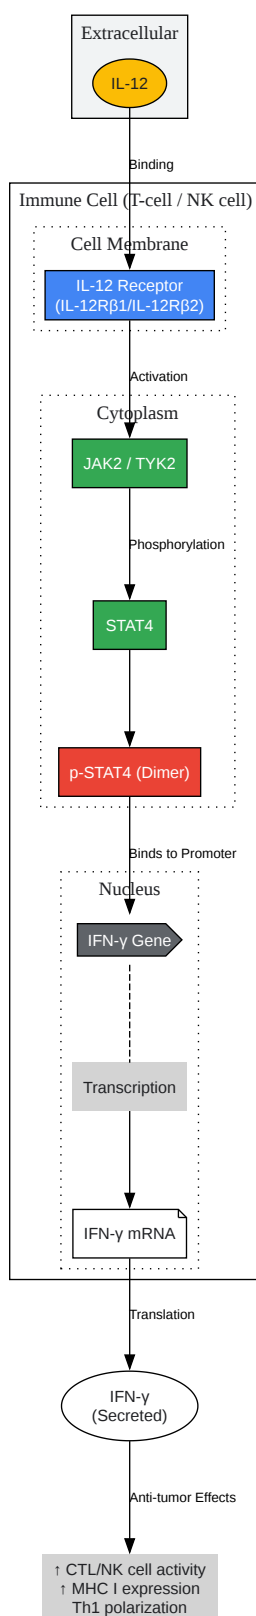 Extracellular
IL-12
Binding
Immune Cell (T-cell / NK cell)
Cell Membrane
IL-12 Receptor
(IL-12Rβ1/IL-12Rβ2)
Activation
Cytoplasm
JAK2 / TYK2
Phosphorylation
STAT4
p-STAT4 (Dimer)
Binds to Promoter
Nucleus
IFN-γ Gene
Transcription
IFN-γ mRNA
Translation
IFN-γ
(Secreted)
Anti-tumor Effects
↑ CTL/NK cell activity
↑ MHC I expression
Th1 polarization